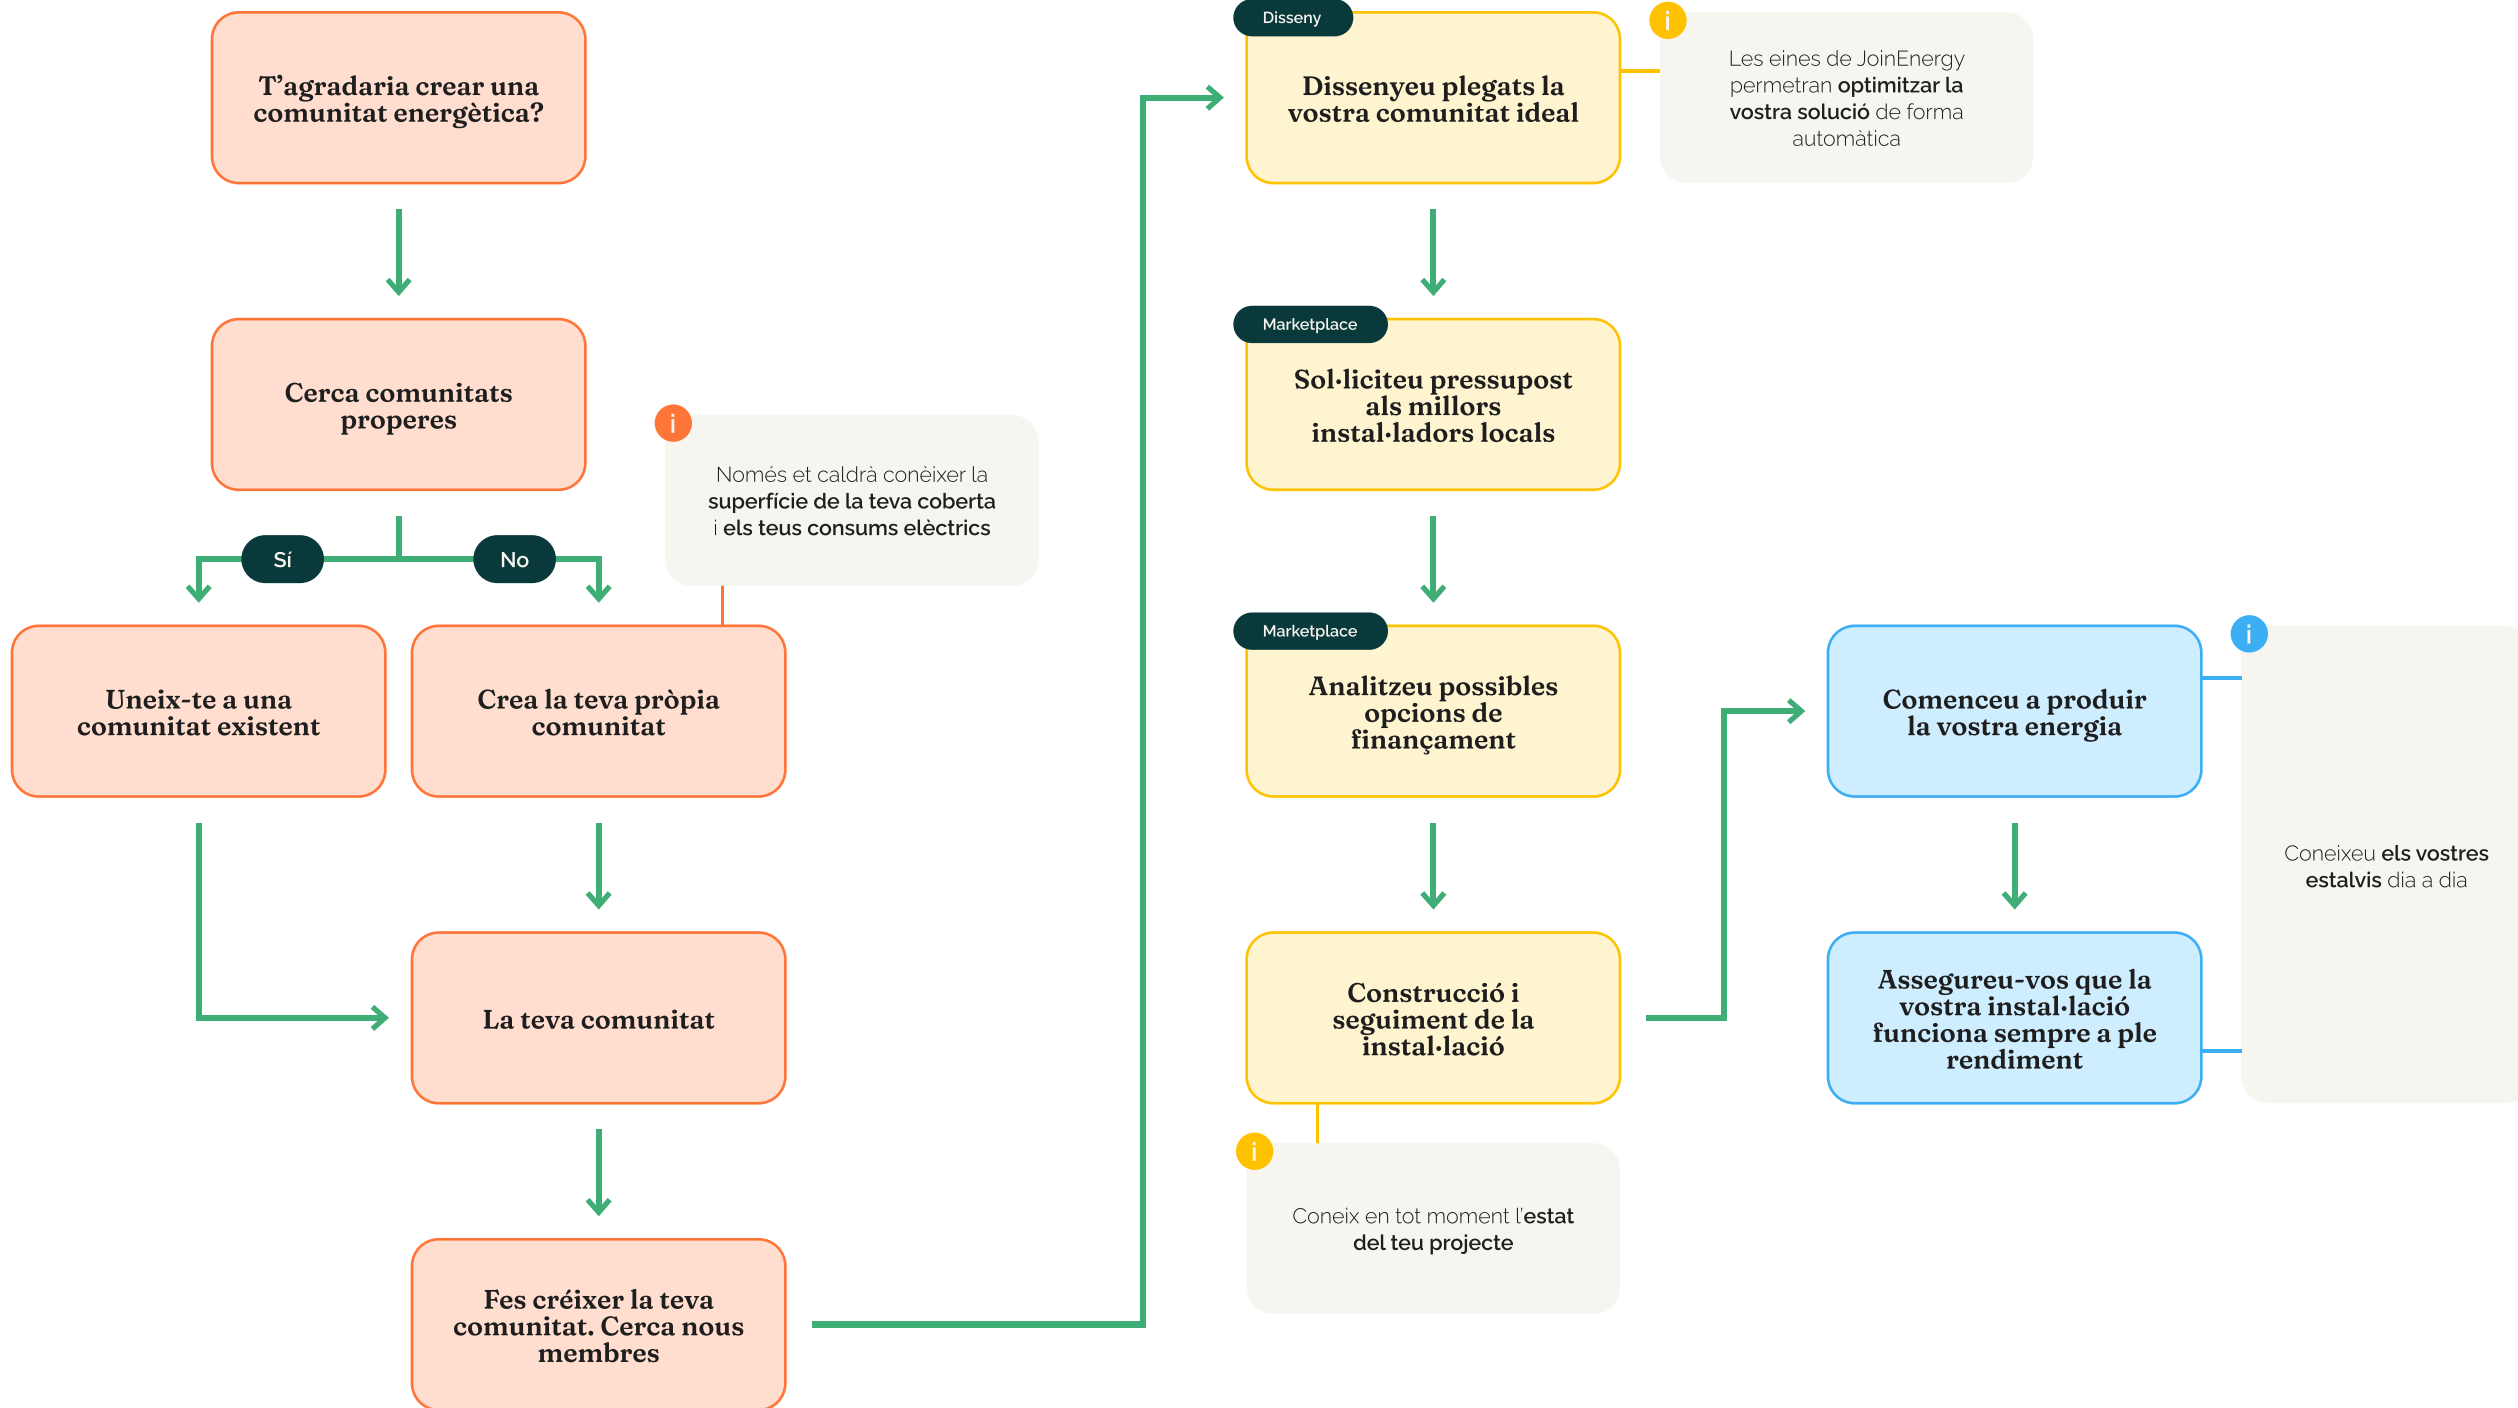 T’agradaria crear una
comunitat energètica?
Cerca comunitats
properes
Sí
No
Només et caldrà conèixer la
superfície de la teva coberta
i els teus consums elèctrics
Uneix-te a una
comunitat existent
Crea la teva pròpia
comunitat
La teva comunitat
Fes créixer la teva
comunitat. Cerca nous
membres
Disseny
Dissenyeu plegats la
vostra comunitat ideal
Les eines de JoinEnergy
permetran optimitzar la
vostra solució de forma
automàtica
Marketplace
Sol·liciteu pressupost
als millors
instal·ladors locals
Marketplace
Analitzeu possibles
opcions de
finançament
Construcció i
seguiment de la
instal·lació
Coneix en tot moment l’estat
del teu projecte
Comenceu a produir
la vostra energia
Assegureu-vos que la
vostra instal·lació
funciona sempre a ple
rendiment
Coneixeu els vostres
estalvis dia a dia